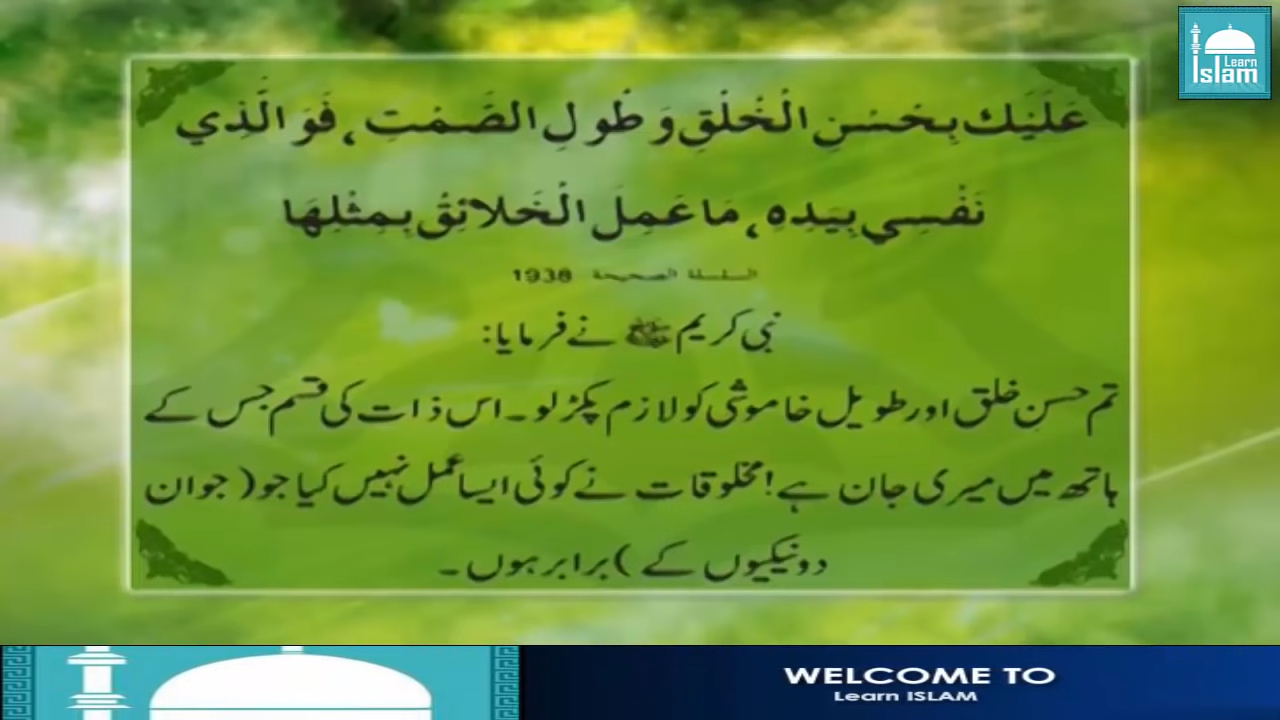 Learn
Islam
عَلَيْكَ بِحُسْنِ الْخُلْقِ وَ طُولِ الصَّمْتِ، فَوَ الَّذِي
نَفْسِي بِيَدِهِ، مَا عَمِلَ الْخَلائِقُ بِمِثْلِهَا
السلسلة الصحيحة 1938
نبی کریم ﷺ نے فرمایا:
تم حسنِ خلق اور طویل خاموشی کو لازم پکڑ لو۔ اس ذات کی قسم جس کے
ہاتھ میں میری جان ہے! مخلوقات نے کوئی ایسا عمل نہیں کیا جو ( جو ان
دو نیکیوں کے ) برابر ہوں ۔
WELCOME TO
Learn ISLAM